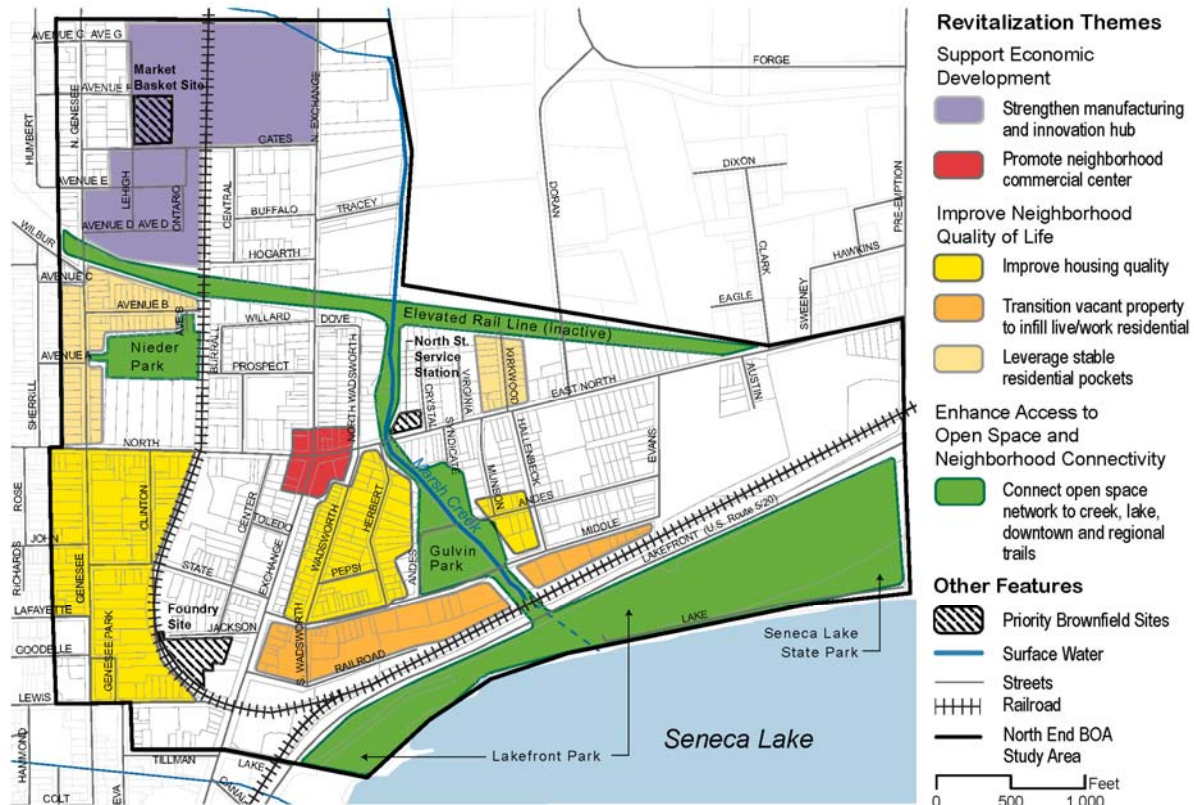 AVENUE G
AVE G
FORGE
Market
Basket Site
AVENUE F
HUMBERT
N. GENESEE
N. EXCHANGE
GATES
DIXON
AVENUE E
LEHIGH
ONTARIO
CENTRAL
DORAN
PRE-EMPTION
BUFFALO
TRACEY
AVENUE D
AVE D
WILBUR
HOGARTH
CLARK
HAWKINS
SWEENEY
AVENUE C
EAGLE
AVENUE B
AVE B
WILLARD
DOVE
Elevated Rail Line (inactive)
Nieder
Park
AVENUE A
BURRALL
PROSPECT
NORTH WADSWORTH
North St.
Service
Station
CRYSTAL
VIRGINIA
KIRKWOOD
EAST NORTH
AUSTIN
SHERRILL
SYNDICATE
HALLENBECK
EVANS
NORTH
Marsh Creek
MUNSON
ANDES
ROSE
CLINTON
CENTER
TOLEDO
WADSWORTH
HERBERT
MIDDLE
LAKEFRONT (U.S. Route 5/20)
JOHN
RICHARDS
GENESEE
STATE
EXCHANGE
PEPSI
ANDES
Gulvin
Park
LAFAYETTE
Foundry
Site
JACKSON
LAKE
Seneca Lake
State Park
GOODELLE
GENESEE PARK
S. WADSWORTH
RAILROAD
LEWIS
Seneca Lake
Lakefront Park
HAMMOND
TILLMAN
LAKE
CANAL
COLT
EVA
Revitalization Themes
Support Economic
Development
Strengthen manufacturing
and innovation hub
Promote neighborhood
commercial center
Improve Neighborhood
Quality of Life
Improve housing quality
Transition vacant property
to infill live/work residential
Leverage stable
residential pockets
Enhance Access to
Open Space and
Neighborhood Connectivity
Connect open space
network to creek, lake,
downtown and regional
trails
Other Features
Priority Brownfield Sites
Surface Water
Streets
Railroad
North End BOA
Study Area
Feet
0 500 1,000